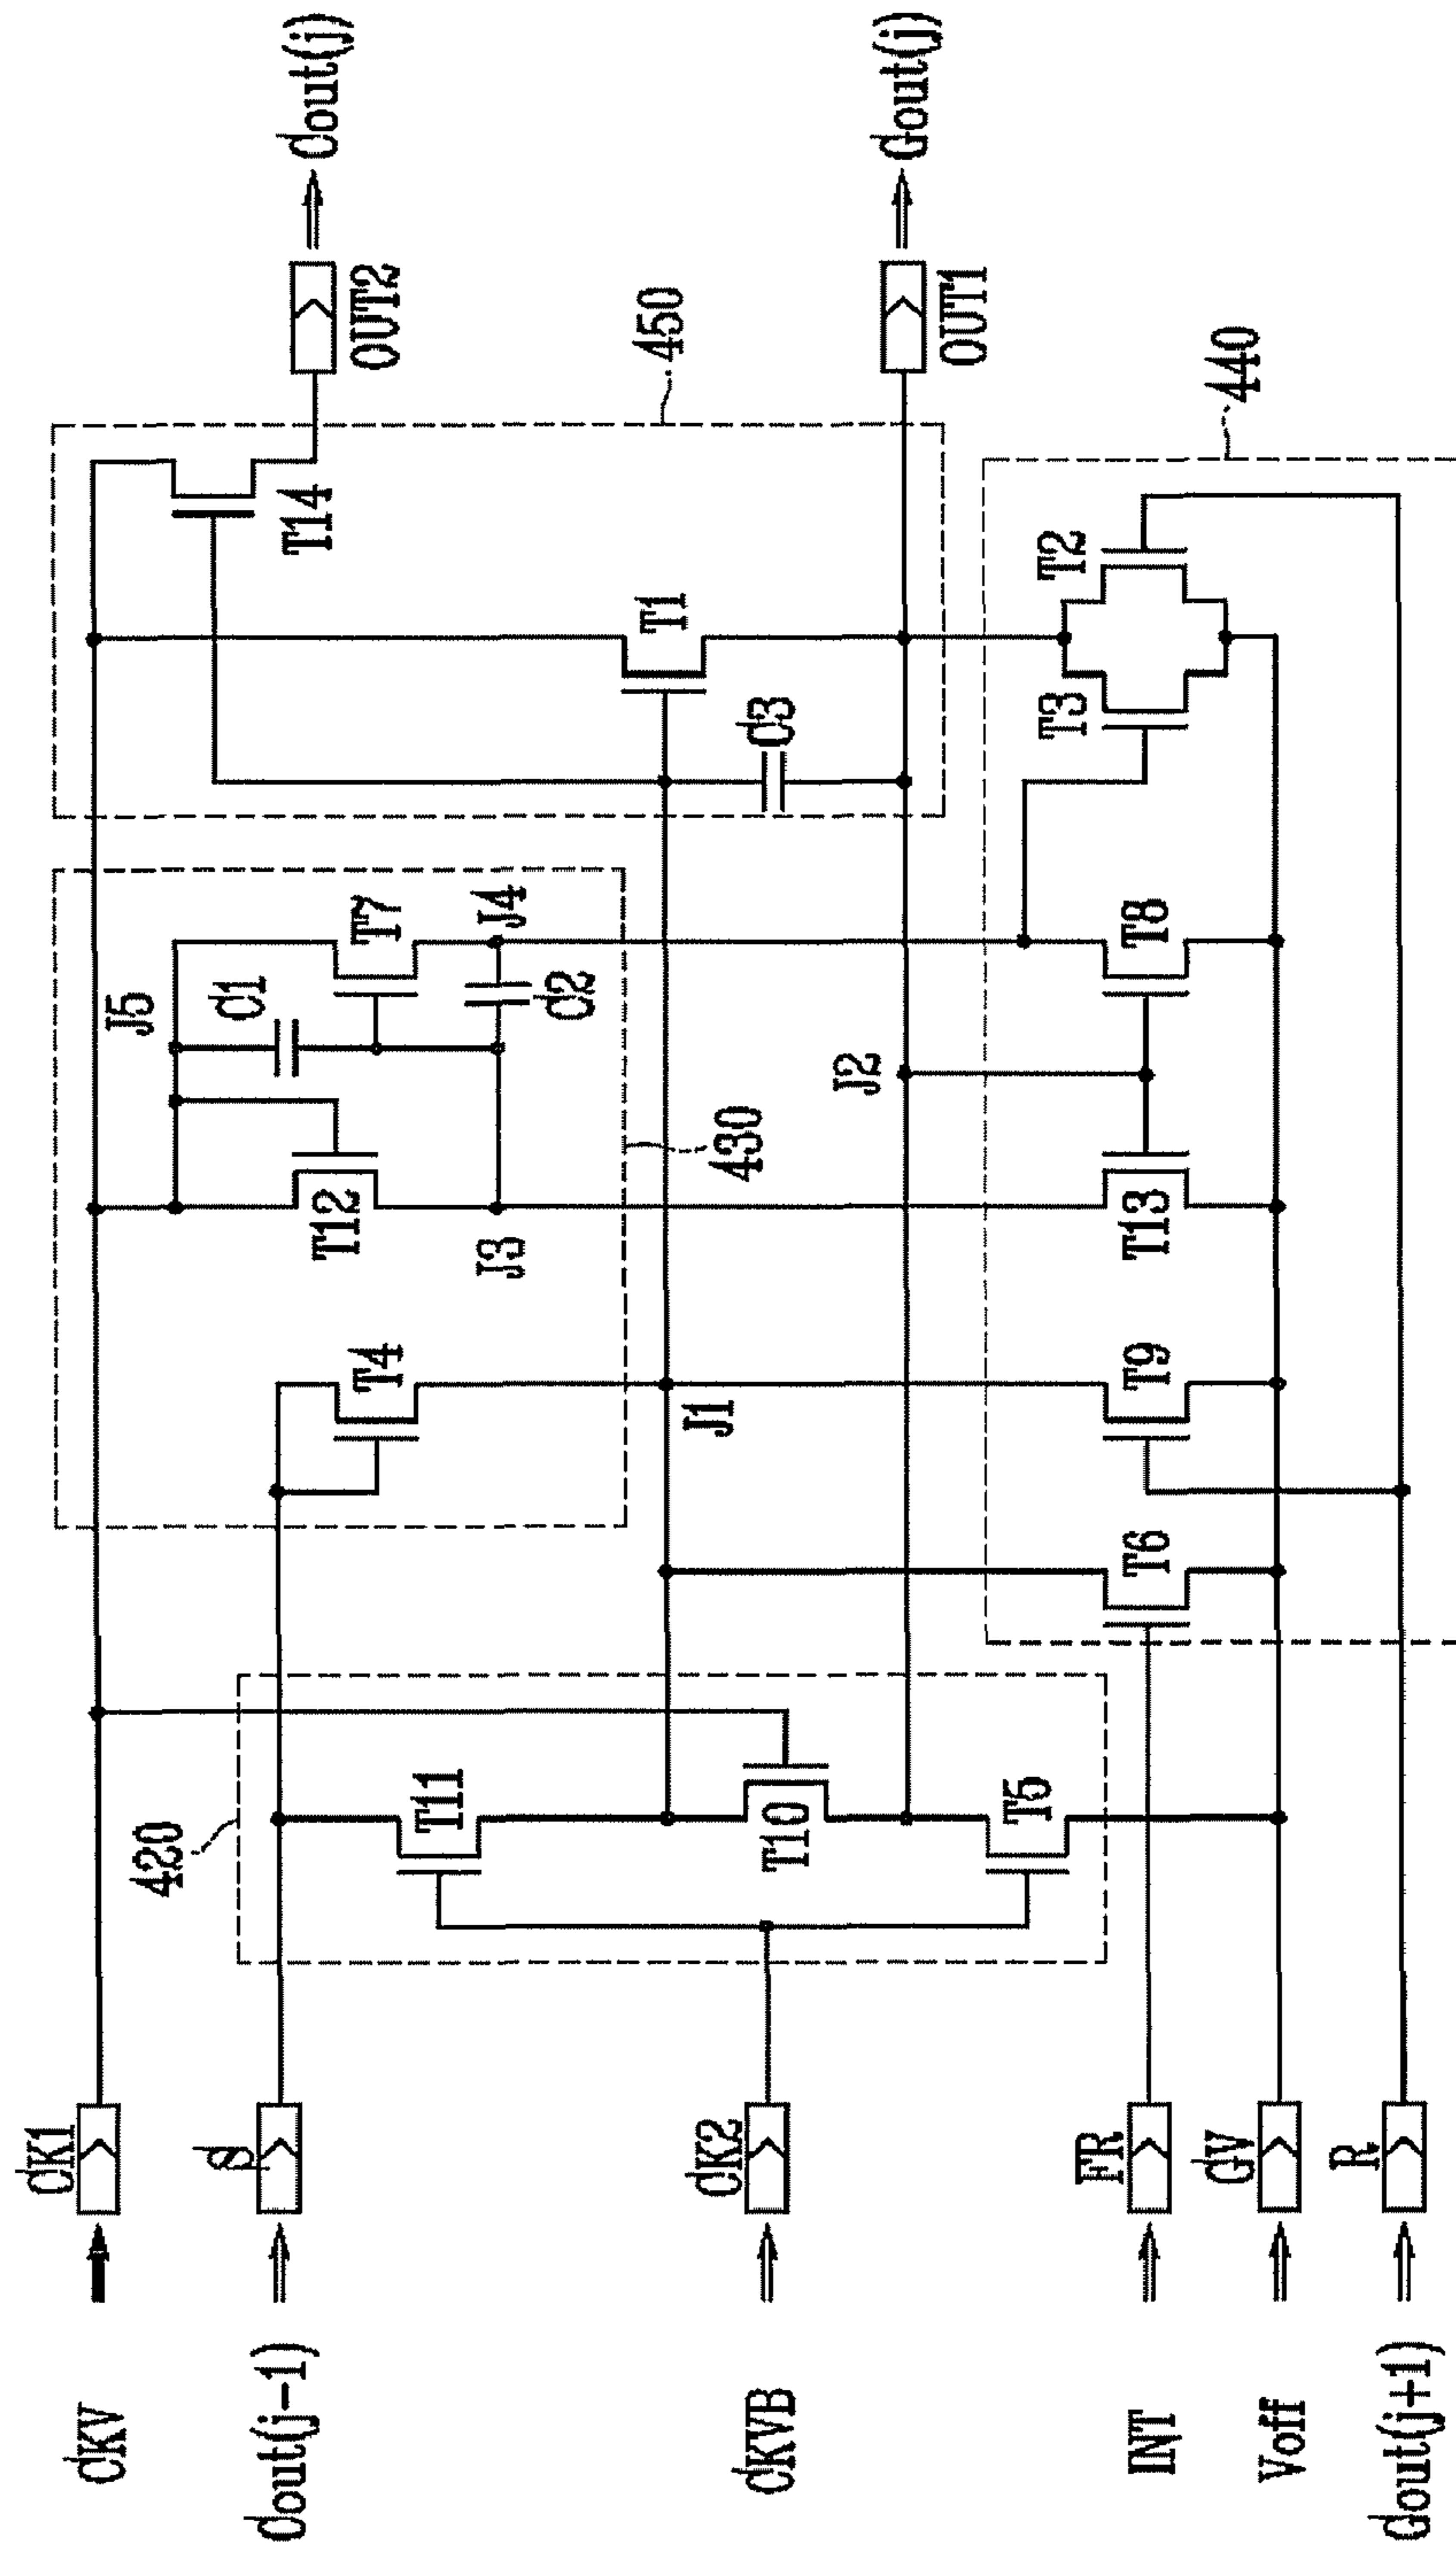 CKV
CK1
Cout(j-1)
S
CKVB
CK2
INT
FR
Voff
GV
Gout(j+1)
R
420
T11
T10
T5
T4
J1
T6
T9
T12
J3
J5
C1
T7
J4
C2
430
J2
T13
T8
T14
T1
C3
T3
T2
450
440
OUT2
Cout(j)
OUT1
Gout(j)